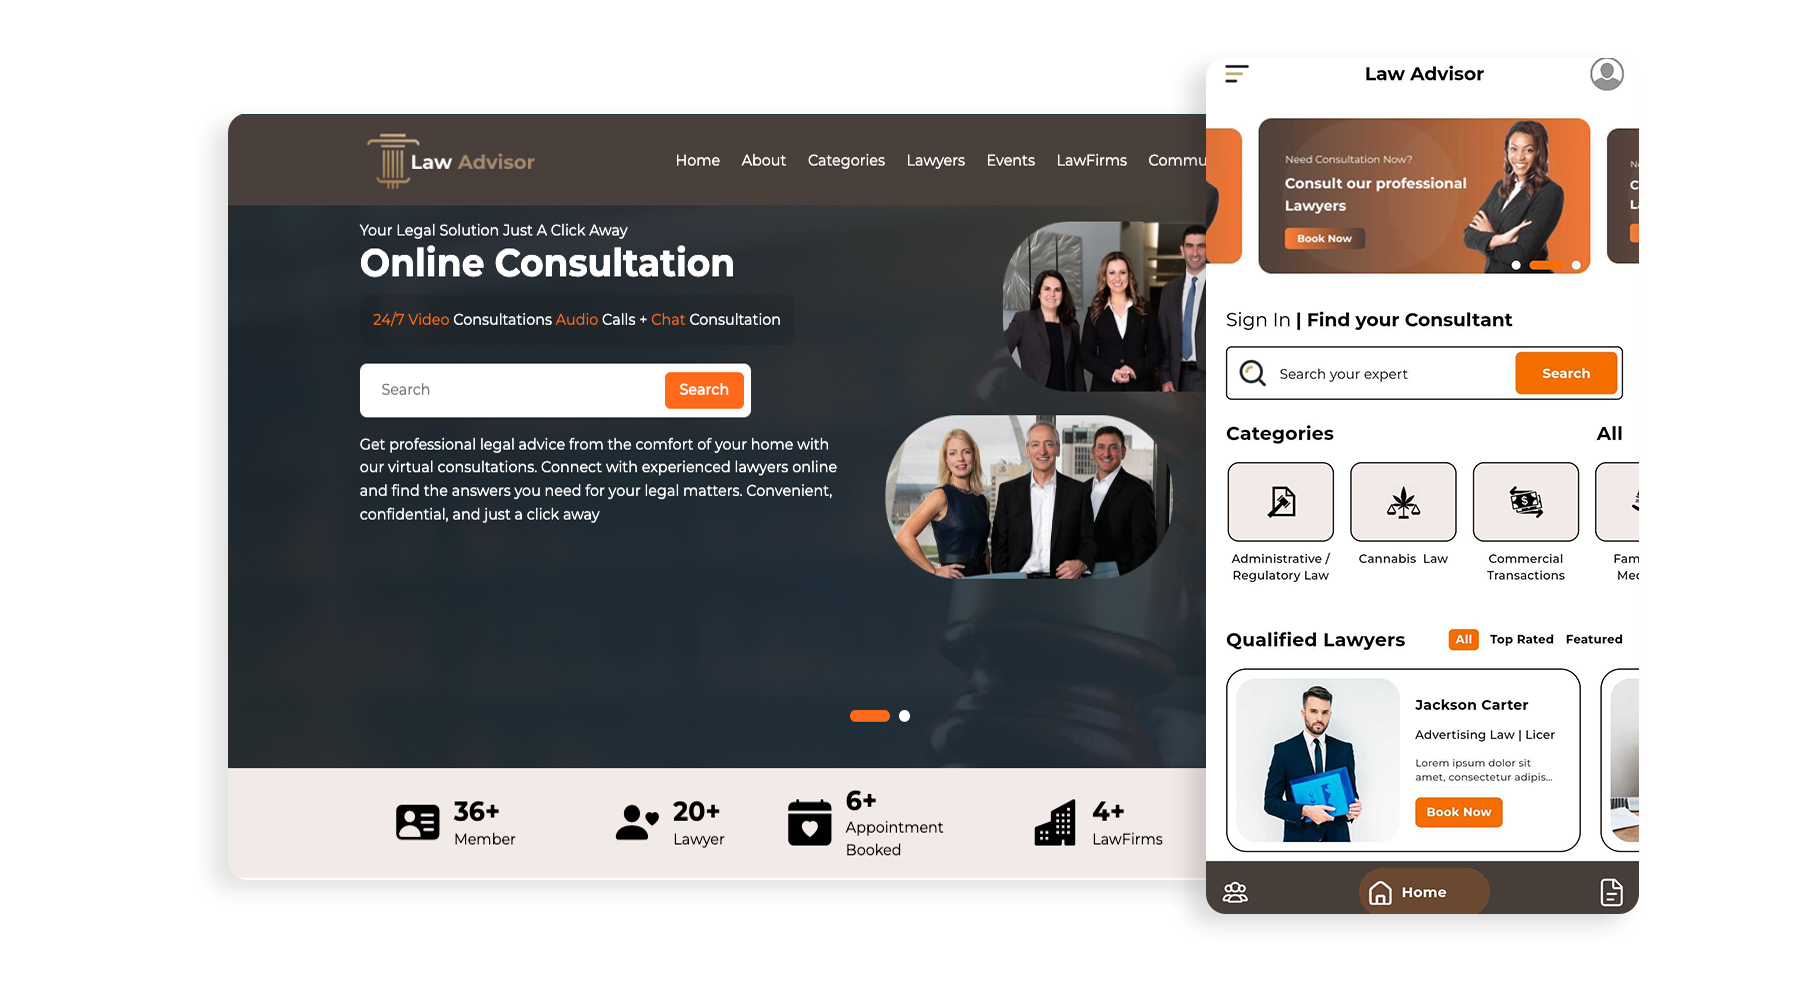 Law Advisor
Home About Categories Lawyers Events LawFirms Commu
Your Legal Solution Just A Click Away
Online Consultation
24/7 Video Consultations Audio Calls + Chat Consultation
Search Search
Get professional legal advice from the comfort of your home with
our virtual consultations. Connect with experienced lawyers online
and find the answers you need for your legal matters. Convenient,
confidential, and just a click away
36+
Member
20+
Lawyer
6+
Appointment
Booked
4+
LawFirms
Law Advisor
Need Consultation Now?
Consult our professional
Lawyers
Book Now
Sign In | Find your Consultant
Search your expert Search
Categories All
Administrative /
Regulatory Law
Cannabis Law
Commercial
Transactions
Qualified Lawyers All Top Rated Featured
Jackson Carter
Advertising Law | Licer
Lorem ipsum dolor sit
amet, consectetur adipis...
Book Now
Home